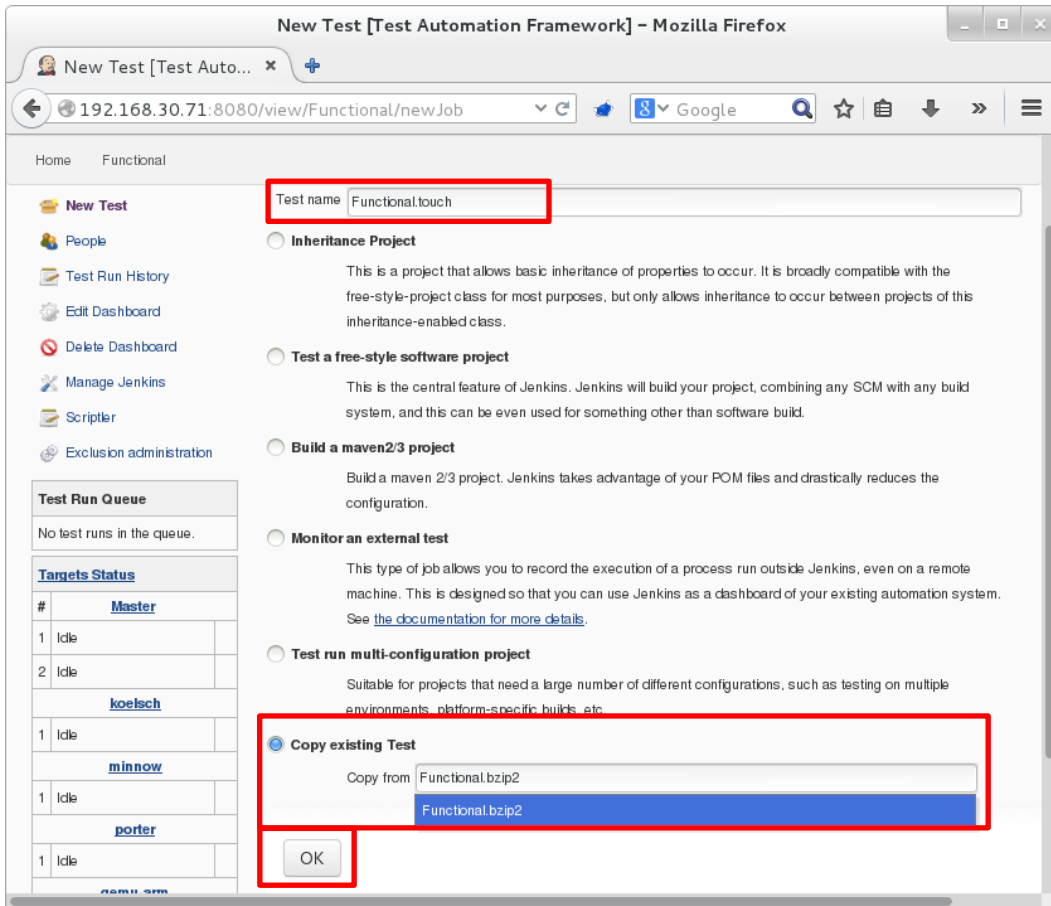 New Test [Test Automation Framework] – Mozilla Firefox
New Test [Test Auto...
192.168.30.71:8080/view/Functional/newJob
8 Google
Home Functional
New Test
People
Test Run History
Edit Dashboard
Delete Dashboard
Manage Jenkins
Scriptler
Exclusion administration
Test Run Queue
No test runs in the queue.
Targets Status
# Master
1 Idle
2 Idle
koelsch
1 Idle
minnow
1 Idle
porter
1 Idle
qemu-arm
Test name Functional.touch
Inheritance Project
This is a project that allows basic inheritance of properties to occur. It is broadly compatible with the
free-style-project class for most purposes, but only allows inheritance to occur between projects of this
inheritance-enabled class.
Test a free-style software project
This is the central feature of Jenkins. Jenkins will build your project, combining any SCM with any build
system, and this can be even used for something other than software build.
Build a maven2/3 project
Build a maven 2/3 project. Jenkins takes advantage of your POM files and drastically reduces the
configuration.
Monitor an external test
This type of job allows you to record the execution of a process run outside Jenkins, even on a remote
machine. This is designed so that you can use Jenkins as a dashboard of your existing automation system.
See the documentation for more details.
Test run multi-configuration project
Suitable for projects that need a large number of different configurations, such as testing on multiple
environments, platform-specific builds, etc.
Copy existing Test
Copy from Functional.bzip2
Functional.bzip2
OK